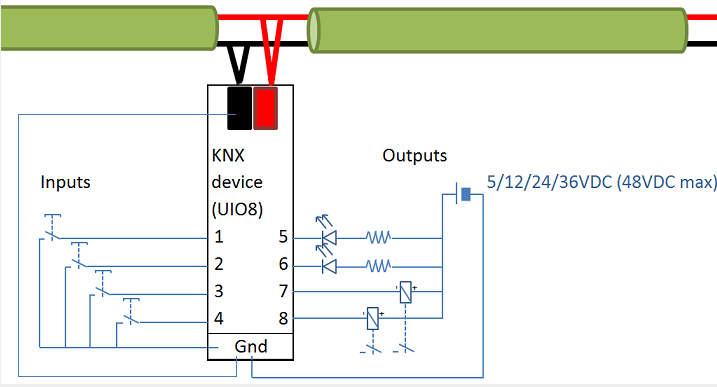 KNX
device
(UIO8)
Inputs
Outputs
5/12/24/36VDC (48VDC max)
1
5
2
6
3
7
- +
4
8
- +
Gnd